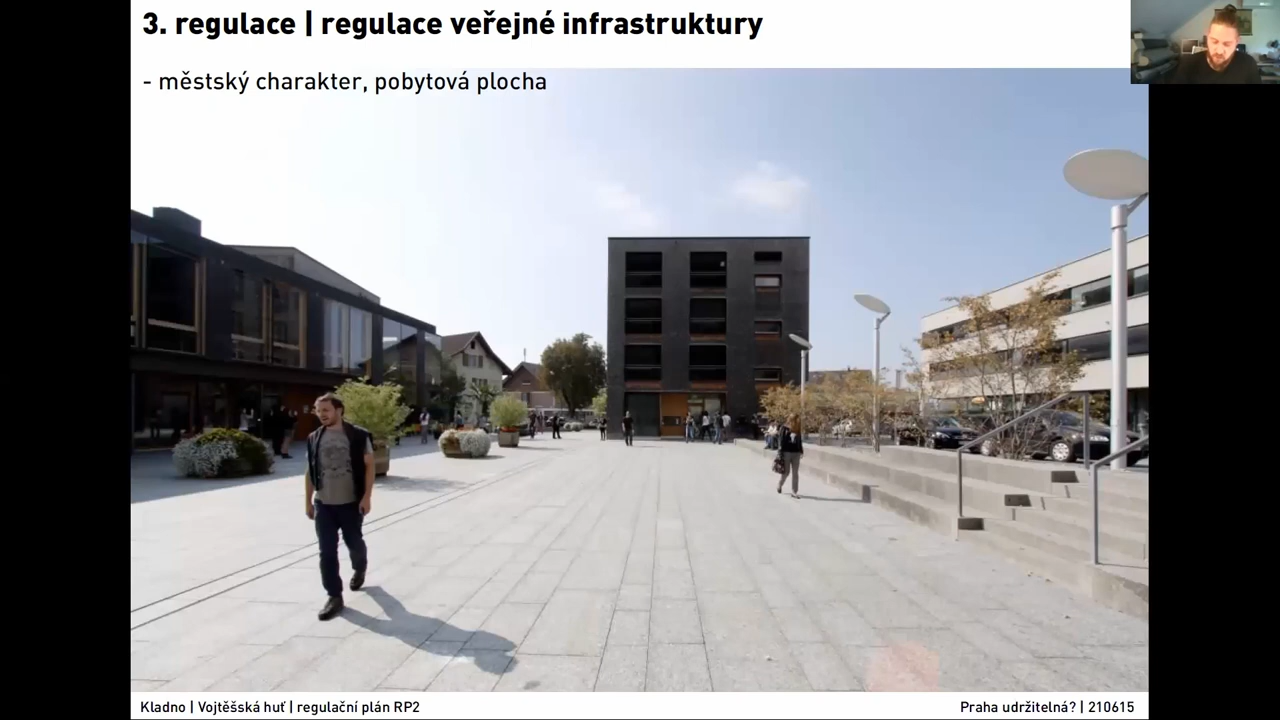 3. regulace | regulace veřejné infrastruktury
- městský charakter, pobytová plocha
Kladno | Vojtěšská huť | regulační plán RP2
Praha udržitelná? | 210615